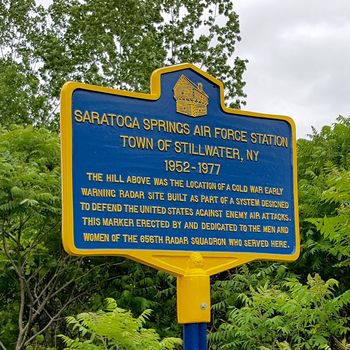 SARATOGA SPRINGS AIR FORCE STATION
TOWN OF STILLWATER, NY
1952-1977
THE HILL ABOVE WAS THE LOCATION OF A COLD WAR EARLY
WARNING RADAR SITE BUILT AS PART OF A SYSTEM DESIGNED
TO DEFEND THE UNITED STATES AGAINST ENEMY AIR ATTACKS.
THIS MARKER ERECTED BY AND DEDICATED TO THE MEN AND
WOMEN OF THE 656TH RADAR SQUADRON WHO SERVED HERE.